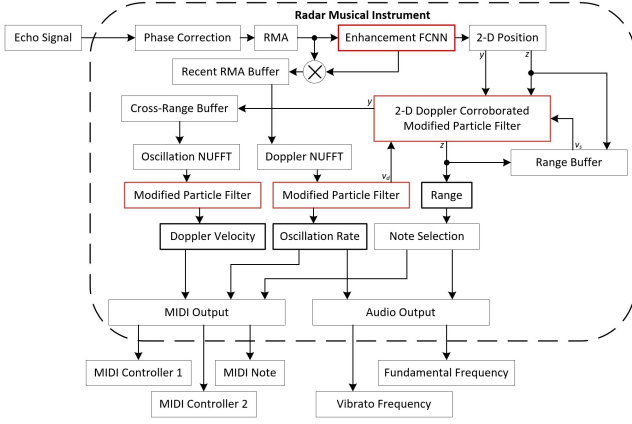 Radar Musical Instrument
Echo Signal
Phase Correction
RMA
Enhancement FCNN
2-D Position
y
z
Recent RMA Buffer
Cross-Range Buffer
y
2-D Doppler Corroborated
Modified Particle Filter
z
v_d
v_s
Range Buffer
Oscillation NUFFT
Doppler NUFFT
Modified Particle Filter
Modified Particle Filter
Range
Doppler Velocity
Oscillation Rate
Note Selection
MIDI Output
Audio Output
MIDI Controller 1
MIDI Note
Fundamental Frequency
MIDI Controller 2
Vibrato Frequency